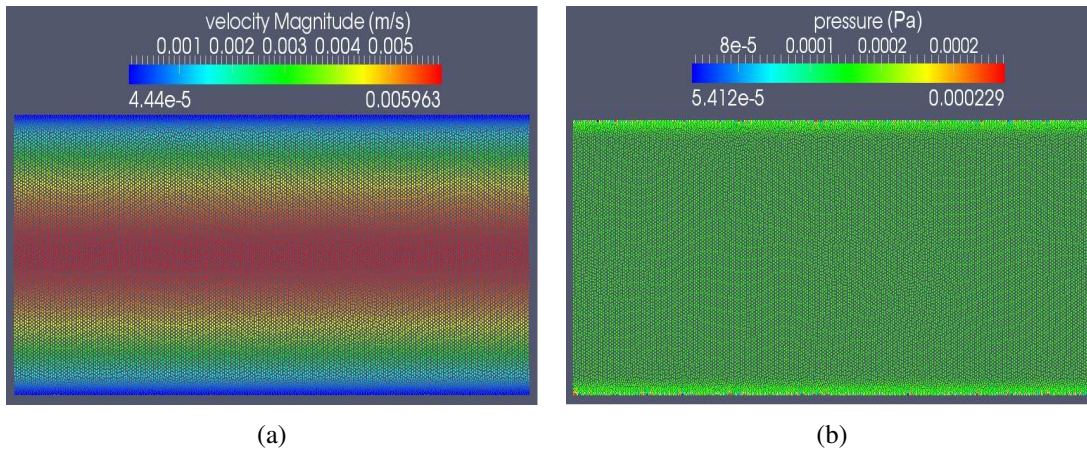 velocity Magnitude (m/s)
0.001 0.002 0.003 0.004 0.005
4.44e-5 0.005963
(a)
pressure (Pa)
8e-5 0.0001 0.0002 0.0002
5.412e-5 0.000229
(b)